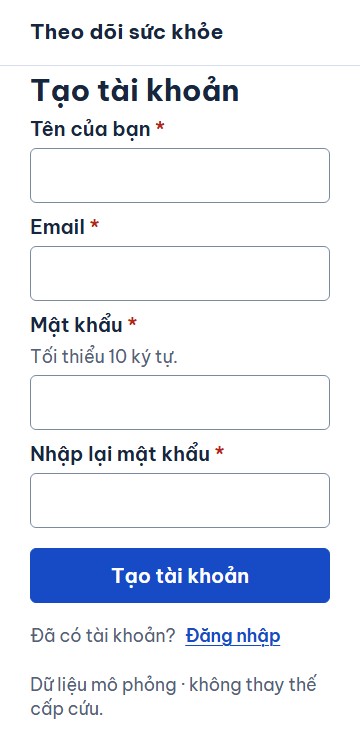 Theo dõi sức khỏe
Tạo tài khoản
Tên của bạn *
Email *
Mật khẩu *
Tối thiểu 10 ký tự.
Nhập lại mật khẩu *
Tạo tài khoản
Đã có tài khoản? Đăng nhập
Dữ liệu mô phỏng · không thay thế
cấp cứu.